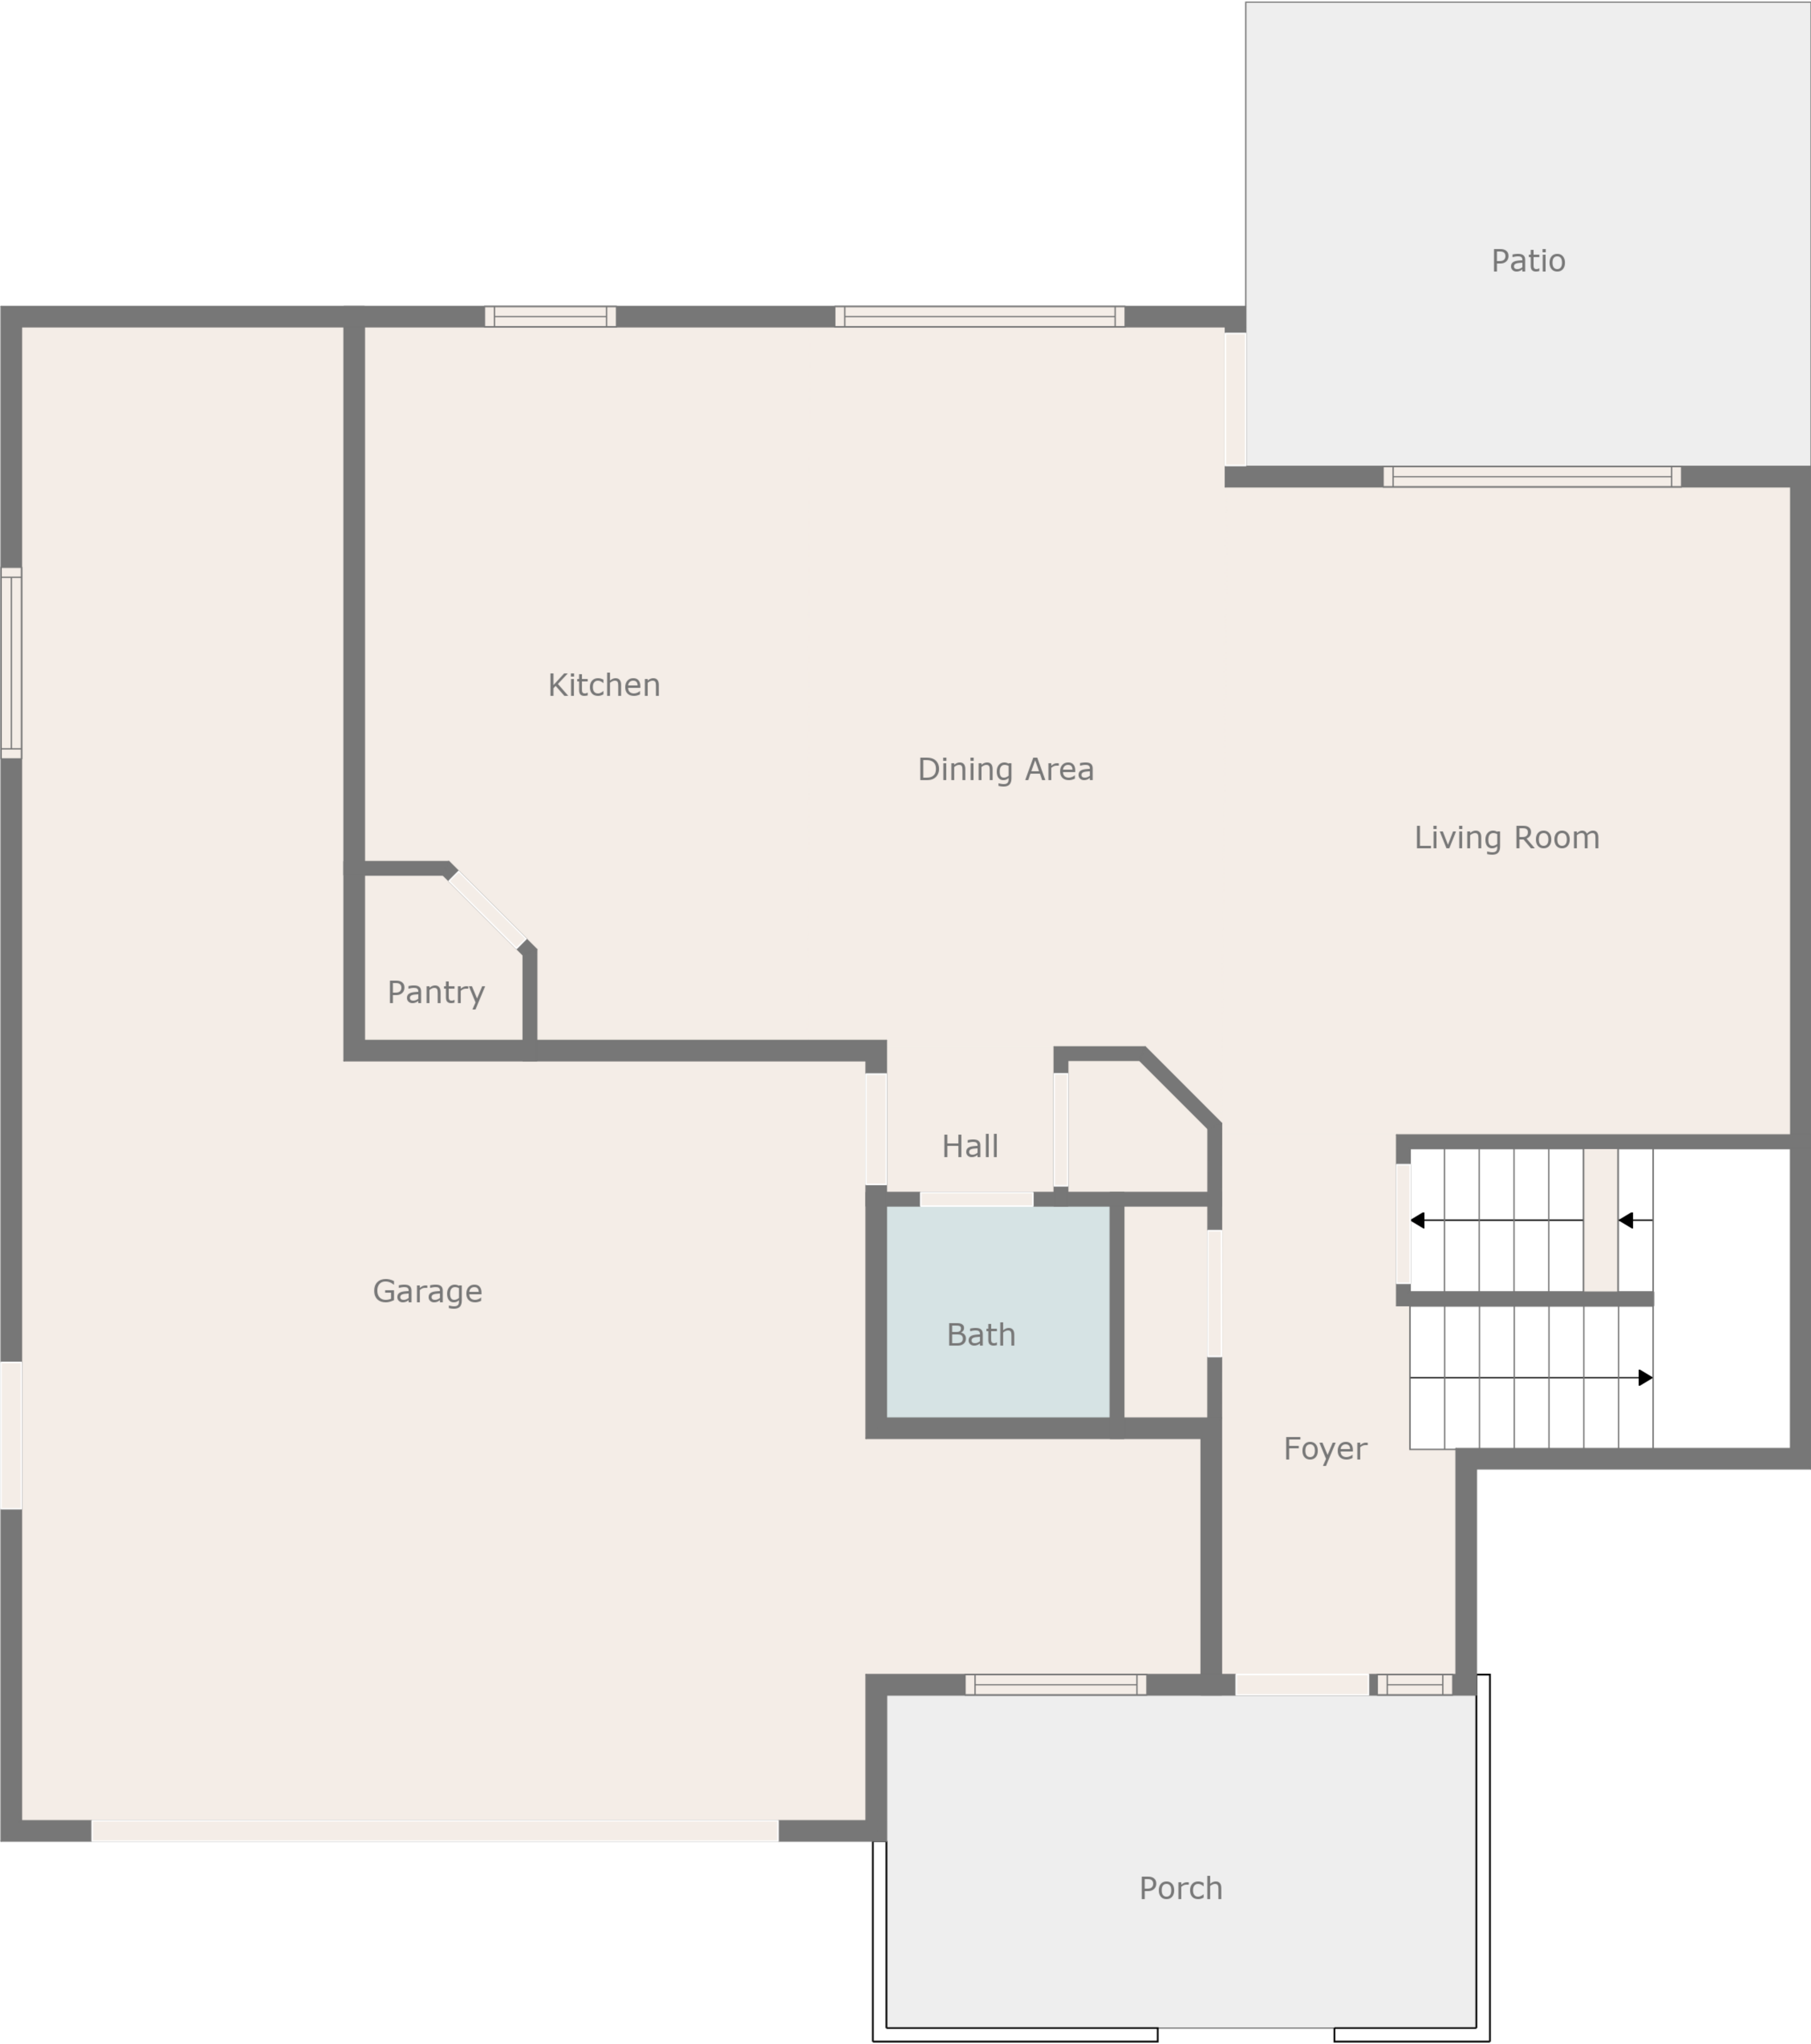 Patio
Kitchen
Dining Area
Living Room
Pantry
Hall
Garage
Bath
Foyer
Porch